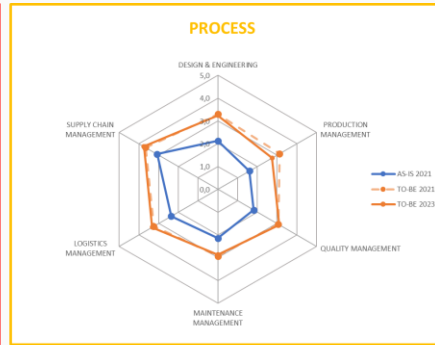 PROCESS
DESIGN & ENGINEERING
5,0
4,0
3,0
2,0
1,0
0,0
SUPPLY CHAIN
MANAGEMENT
PRODUCTION
MANAGEMENT
AS-IS 2021
TO-BE 2021
TO-BE 2023
LOGISTICS
MANAGEMENT
QUALITY MANAGEMENT
MAINTENANCE
MANAGEMENT